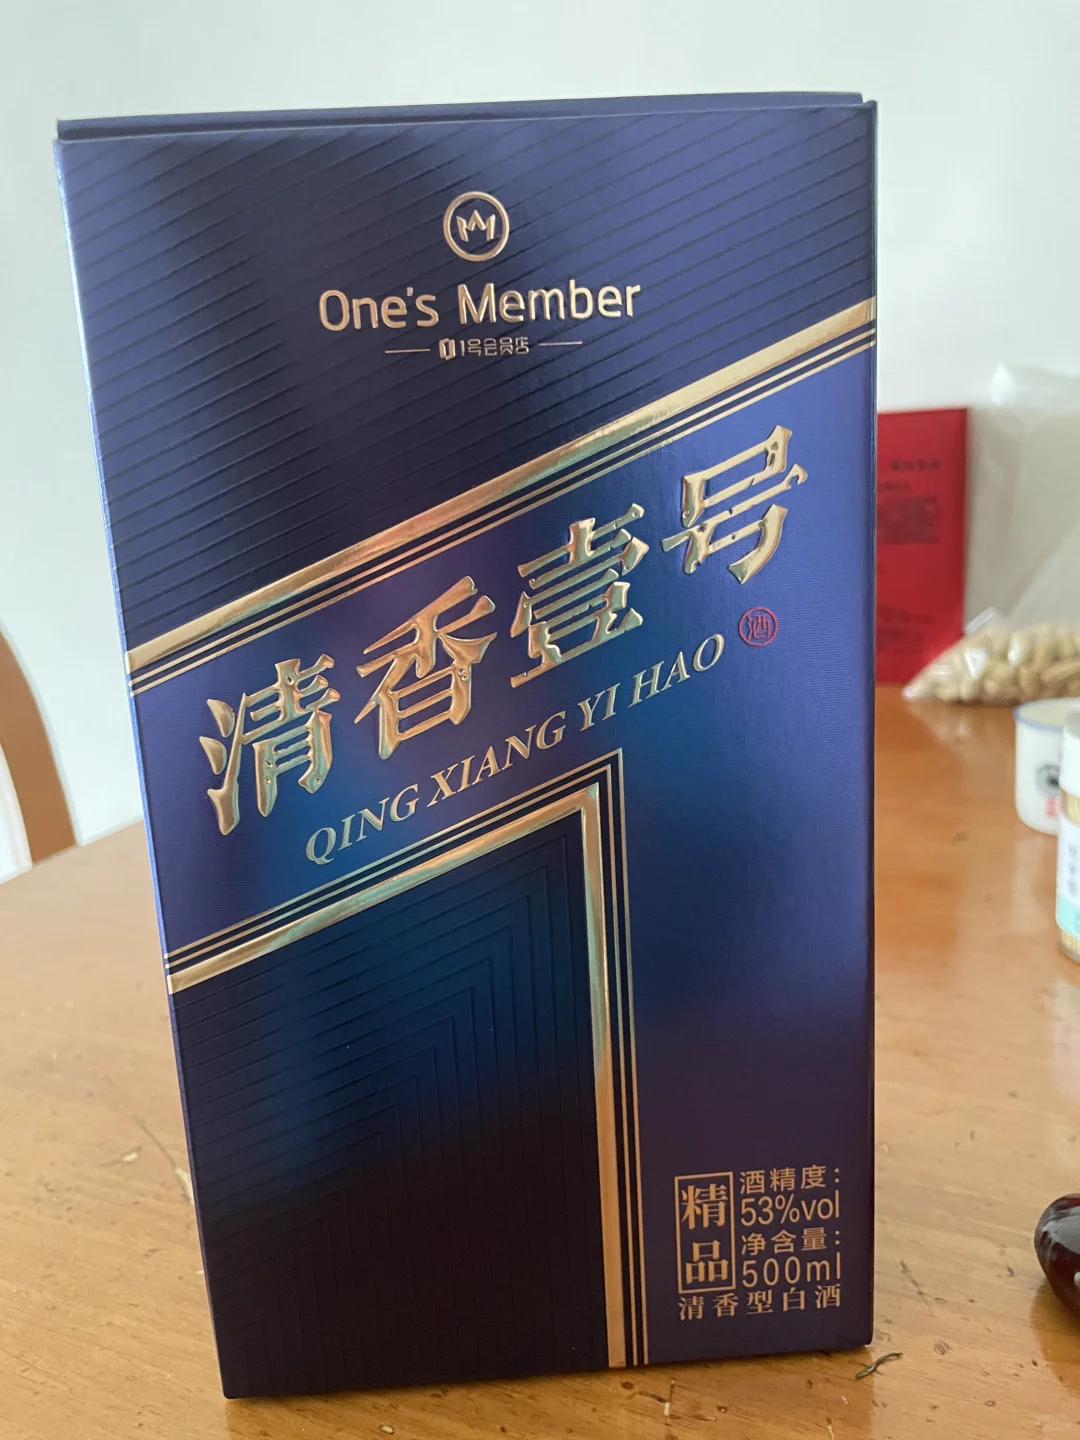 One's Member
1号会员店
清香壹号
QING XIANG YI HAO
酒
精品
酒精度:
53%vol
净含量:
500ml
清香型白酒